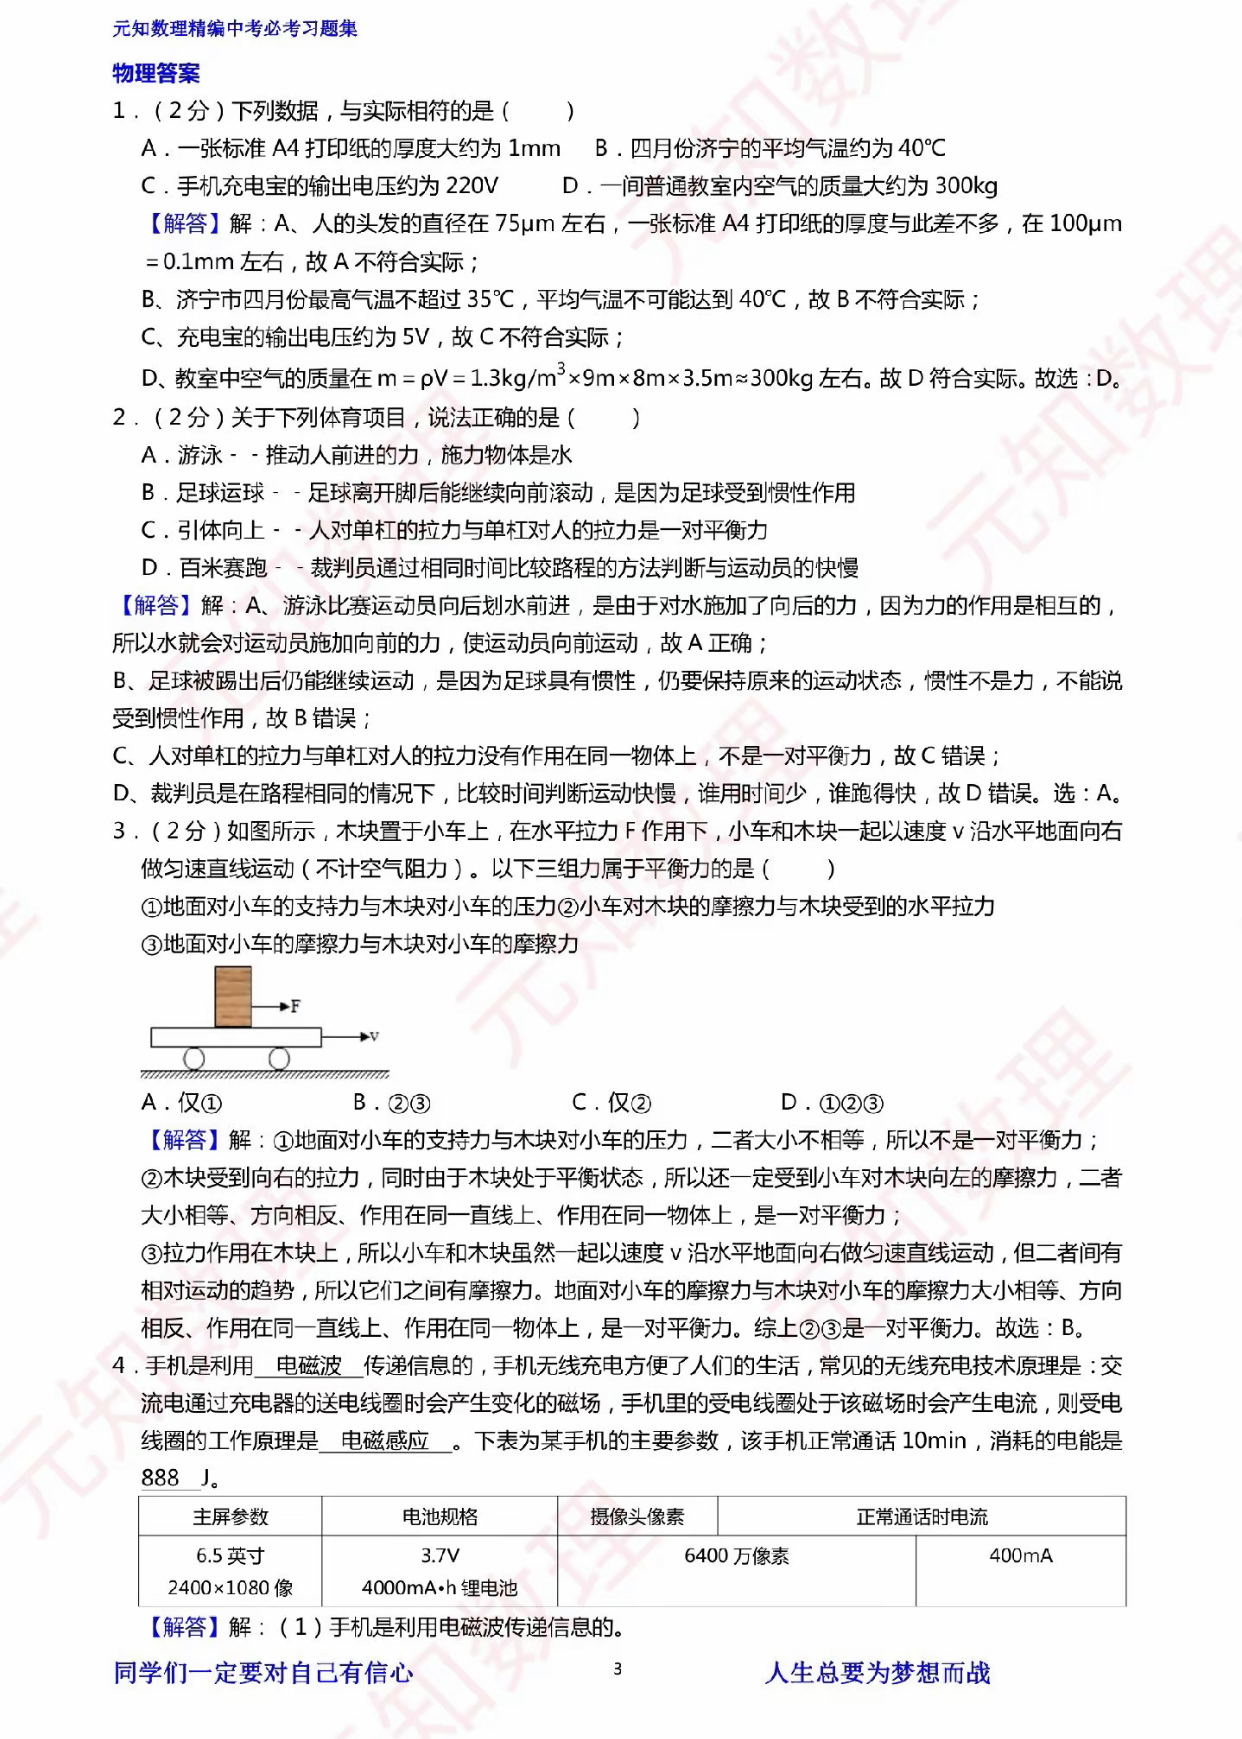 元知数理精编中考必考习题集
物理答案
1．（2分）下列数据，与实际相符的是（　　）
A．一张标准 A4 打印纸的厚度大约为 1mm　B．四月份济宁的平均气温约为 40℃
C．手机充电宝的输出电压约为 220V　D．一间普通教室内空气的质量大约为 300kg
【解答】解：A、人的头发的直径在 75μm 左右，一张标准 A4 打印纸的厚度与此差不多，在 100μm
＝0.1mm 左右，故 A 不符合实际；
B、济宁市四月份最高气温不超过 35℃，平均气温不可能达到 40℃，故 B 不符合实际；
C、充电宝的输出电压约为 5V，故 C 不符合实际；
D、教室中空气的质量在 m＝ρV＝1.3kg/m³×9m×8m×3.5m≈300kg 左右。故 D 符合实际。故选：D。
2．（2分）关于下列体育项目，说法正确的是（　　）
A．游泳﹣﹣推动人前进的力，施力物体是水
B．足球运球﹣﹣足球离开脚后能继续向前滚动，是因为足球受到惯性作用
C．引体向上﹣﹣人对单杠的拉力与单杠对人的拉力是一对平衡力
D．百米赛跑﹣﹣裁判员通过相同时间比较路程的方法判断与运动员的快慢
【解答】解：A、游泳比赛运动员向后划水前进，是由于对水施加了向后的力，因为力的作用是相互的，
所以水就会对运动员施加向前的力，使运动员向前运动，故 A 正确；
B、足球被踢出后仍能继续运动，是因为足球具有惯性，仍要保持原来的运动状态，惯性不是力，不能说
受到惯性作用，故 B 错误；
C、人对单杠的拉力与单杠对人的拉力没有作用在同一物体上，不是一对平衡力，故 C 错误；
D、裁判员是在路程相同的情况下，比较时间判断运动快慢，谁用时间少，谁跑得快，故 D 错误。选：A。
3．（2分）如图所示，木块置于小车上，在水平拉力 F 作用下，小车和木块一起以速度 v 沿水平地面向右
做匀速直线运动（不计空气阻力）。以下三组力属于平衡力的是（　　）
①地面对小车的支持力与木块对小车的压力②小车对木块的摩擦力与木块受到的水平拉力
③地面对小车的摩擦力与木块对小车的摩擦力
F
v
A．仅①　B．②③　C．仅②　D．①②③
【解答】解：①地面对小车的支持力与木块对小车的压力，二者大小不相等，所以不是一对平衡力；
②木块受到向右的拉力，同时由于木块处于平衡状态，所以还一定受到小车对木块向左的摩擦力，二者
大小相等、方向相反、作用在同一直线上、作用在同一物体上，是一对平衡力；
③拉力作用在木块上，所以小车和木块虽然一起以速度 v 沿水平地面向右做匀速直线运动，但二者间有
相对运动的趋势，所以它们之间有摩擦力。地面对小车的摩擦力与木块对小车的摩擦力大小相等、方向
相反、作用在同一直线上、作用在同一物体上，是一对平衡力。综上②③是一对平衡力。故选：B。
4．手机是利用　电磁波　传递信息的，手机无线充电方便了人们的生活，常见的无线充电技术原理是：交
流电通过充电器的送电线圈时会产生变化的磁场，手机里的受电线圈处于该磁场时会产生电流，则受电
线圈的工作原理是　电磁感应　。下表为某手机的主要参数，该手机正常通话 10min，消耗的电能是
888　J。
主屏参数　电池规格　摄像头像素　正常通话时电流
6.5 英寸　3.7V　6400 万像素　400mA
2400×1080 像　4000mA•h 锂电池
【解答】解：（1）手机是利用电磁波传递信息的。
同学们一定要对自己有信心　3　人生总要为梦想而战